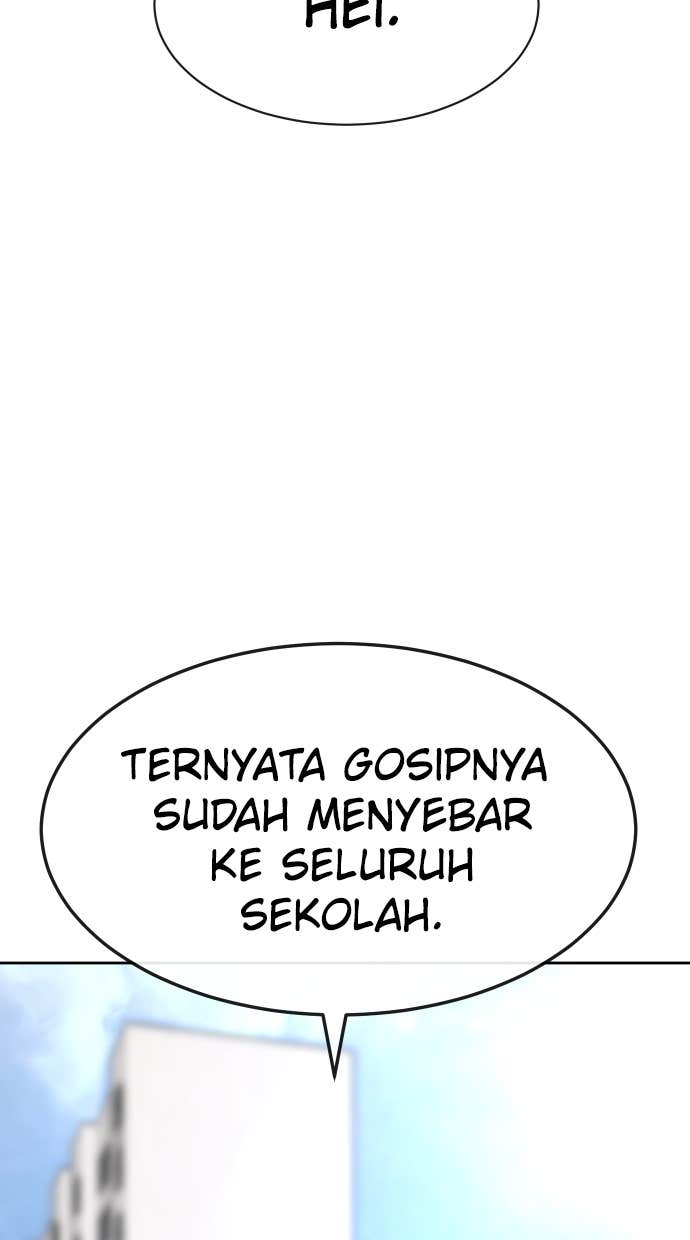 HEI.
TERNYATA GOSIPNYA
SUDAH MENYEBAR
KE SELURUH
SEKOLAH.